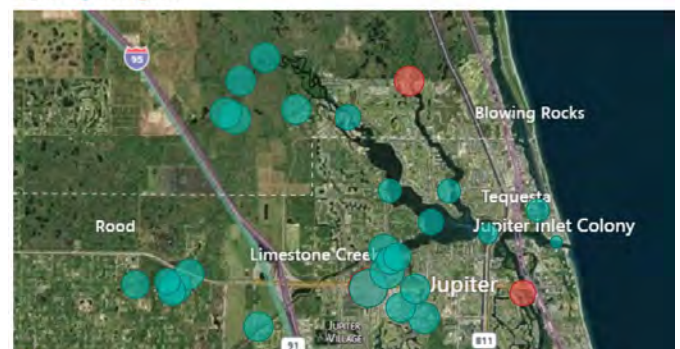 95
Blowing Rocks
Tequesta
Rood
Jupiter Inlet Colony
Limestone Creek
Jupiter
JUPITER
VILLAGE
91
811